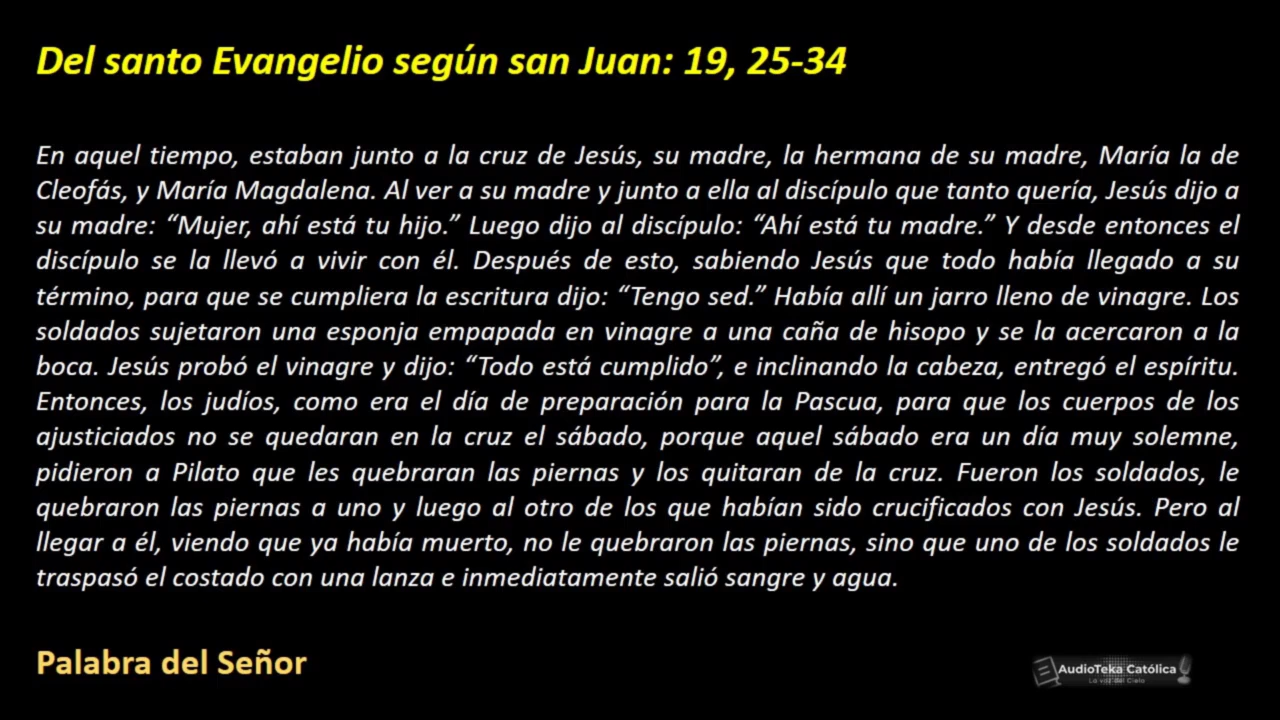 Del santo Evangelio según san Juan: 19, 25-34
En aquel tiempo, estaban junto a la cruz de Jesús, su madre, la hermana de su madre, María la de
Cleofás, y María Magdalena. Al ver a su madre y junto a ella al discípulo que tanto quería, Jesús dijo a
su madre: “Mujer, ahí está tu hijo.” Luego dijo al discípulo: “Ahí está tu madre.” Y desde entonces el
discípulo se la llevó a vivir con él. Después de esto, sabiendo Jesús que todo había llegado a su
término, para que se cumpliera la escritura dijo: “Tengo sed.” Había allí un jarro lleno de vinagre. Los
soldados sujetaron una esponja empapada en vinagre a una caña de hisopo y se la acercaron a la
boca. Jesús probó el vinagre y dijo: “Todo está cumplido”, e inclinando la cabeza, entregó el espíritu.
Entonces, los judíos, como era el día de preparación para la Pascua, para que los cuerpos de los
ajusticiados no se quedaran en la cruz el sábado, porque aquel sábado era un día muy solemne,
pidieron a Pilato que les quebraran las piernas y los quitaran de la cruz. Fueron los soldados, le
quebraron las piernas a uno y luego al otro de los que habían sido crucificados con Jesús. Pero al
llegar a él, viendo que ya había muerto, no le quebraron las piernas, sino que uno de los soldados le
traspasó el costado con una lanza e inmediatamente salió sangre y agua.
Palabra del Señor
AudioTeka Católica
La voz del Cielo